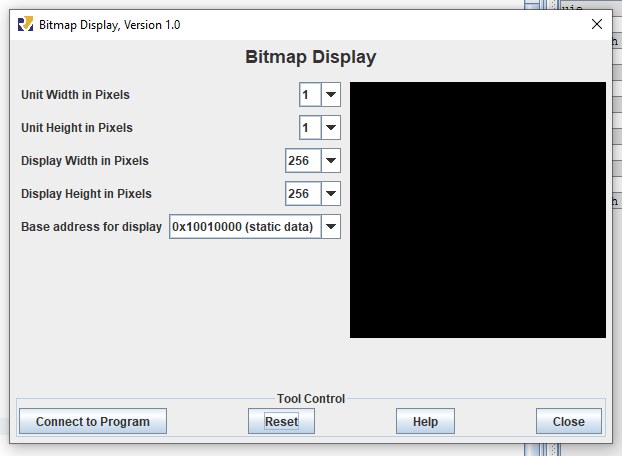 Bitmap Display, Version 1.0
Bitmap Display
Unit Width in Pixels 1
Unit Height in Pixels 1
Display Width in Pixels 256
Display Height in Pixels 256
Base address for display 0x10010000 (static data)
Tool Control
Connect to Program Reset Help Close